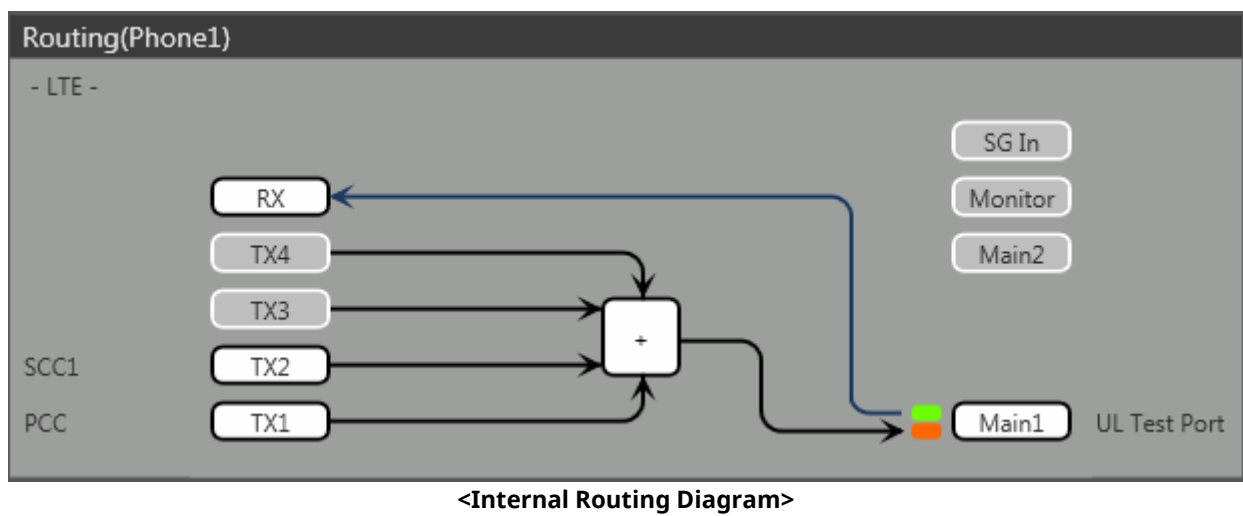 Routing(Phone1)
- LTE -
SG In
RX
Monitor
TX4
Main2
TX3
+
SCC1
TX2
PCC
TX1
Main1
UL Test Port
<Internal Routing Diagram>